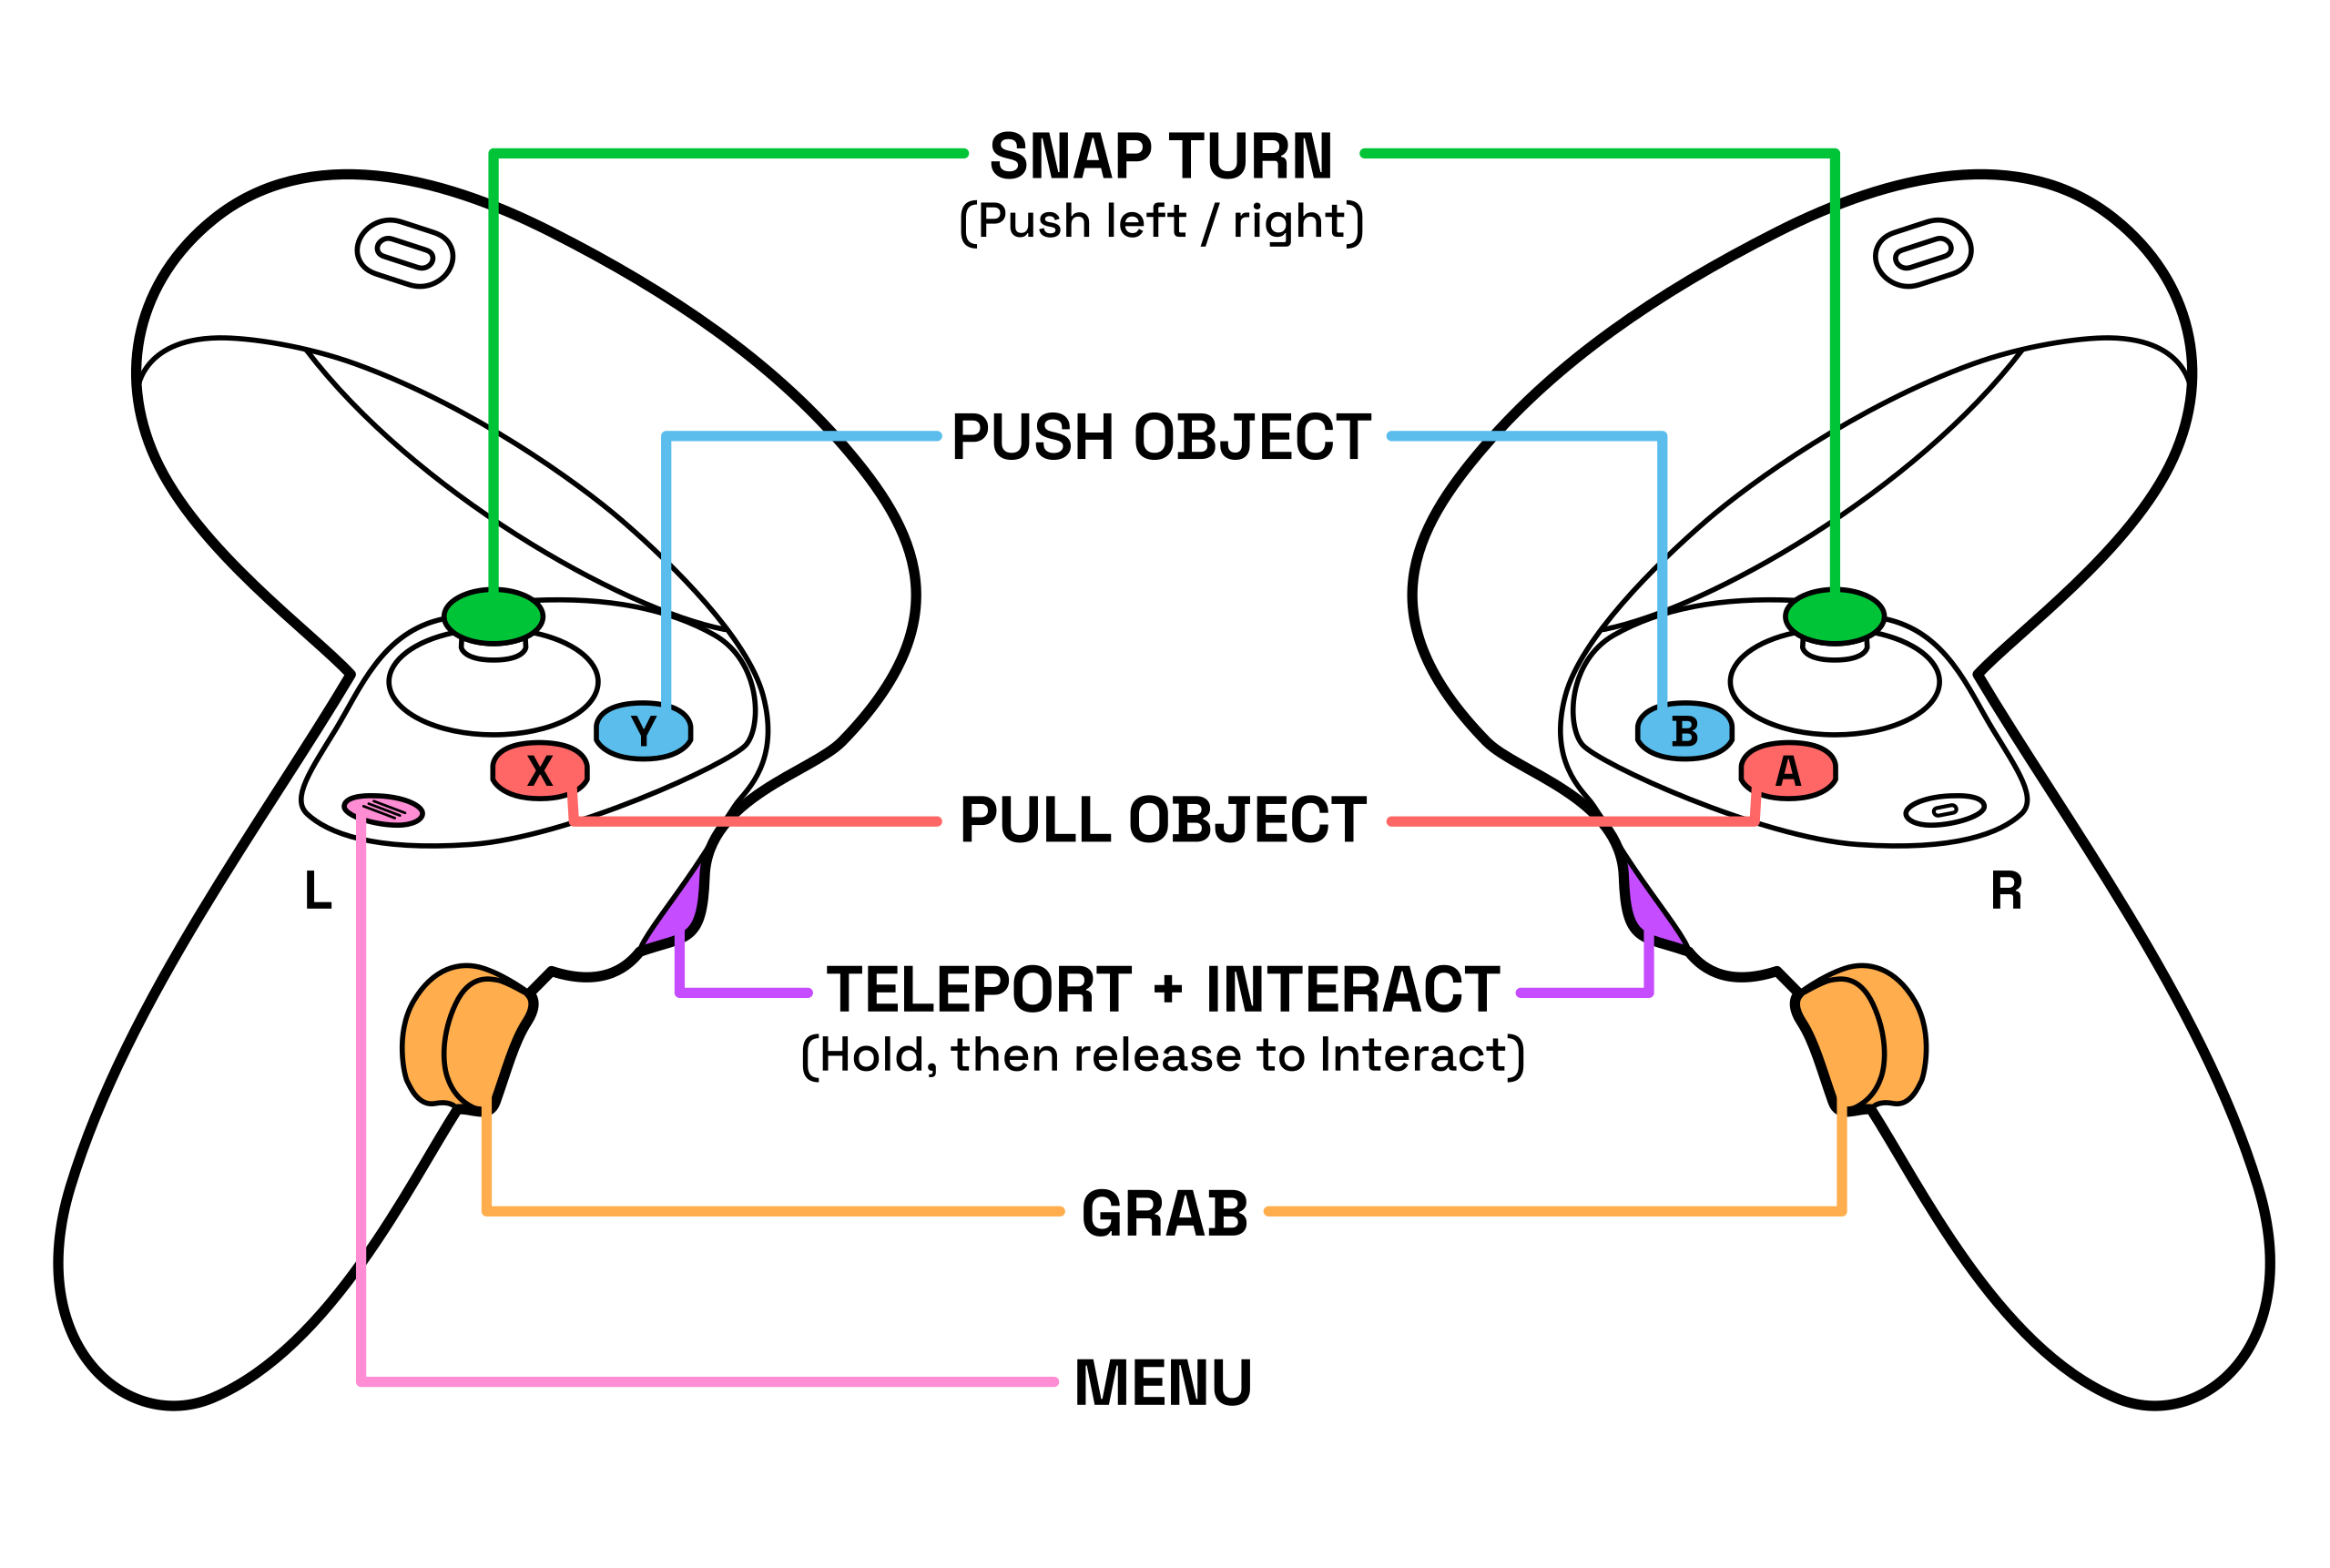 SNAP TURN
(Push left / right)
PUSH OBJECT
Y
B
X
A
PULL OBJECT
L
R
TELEPORT + INTERACT
(Hold, then release to Interact)
GRAB
MENU